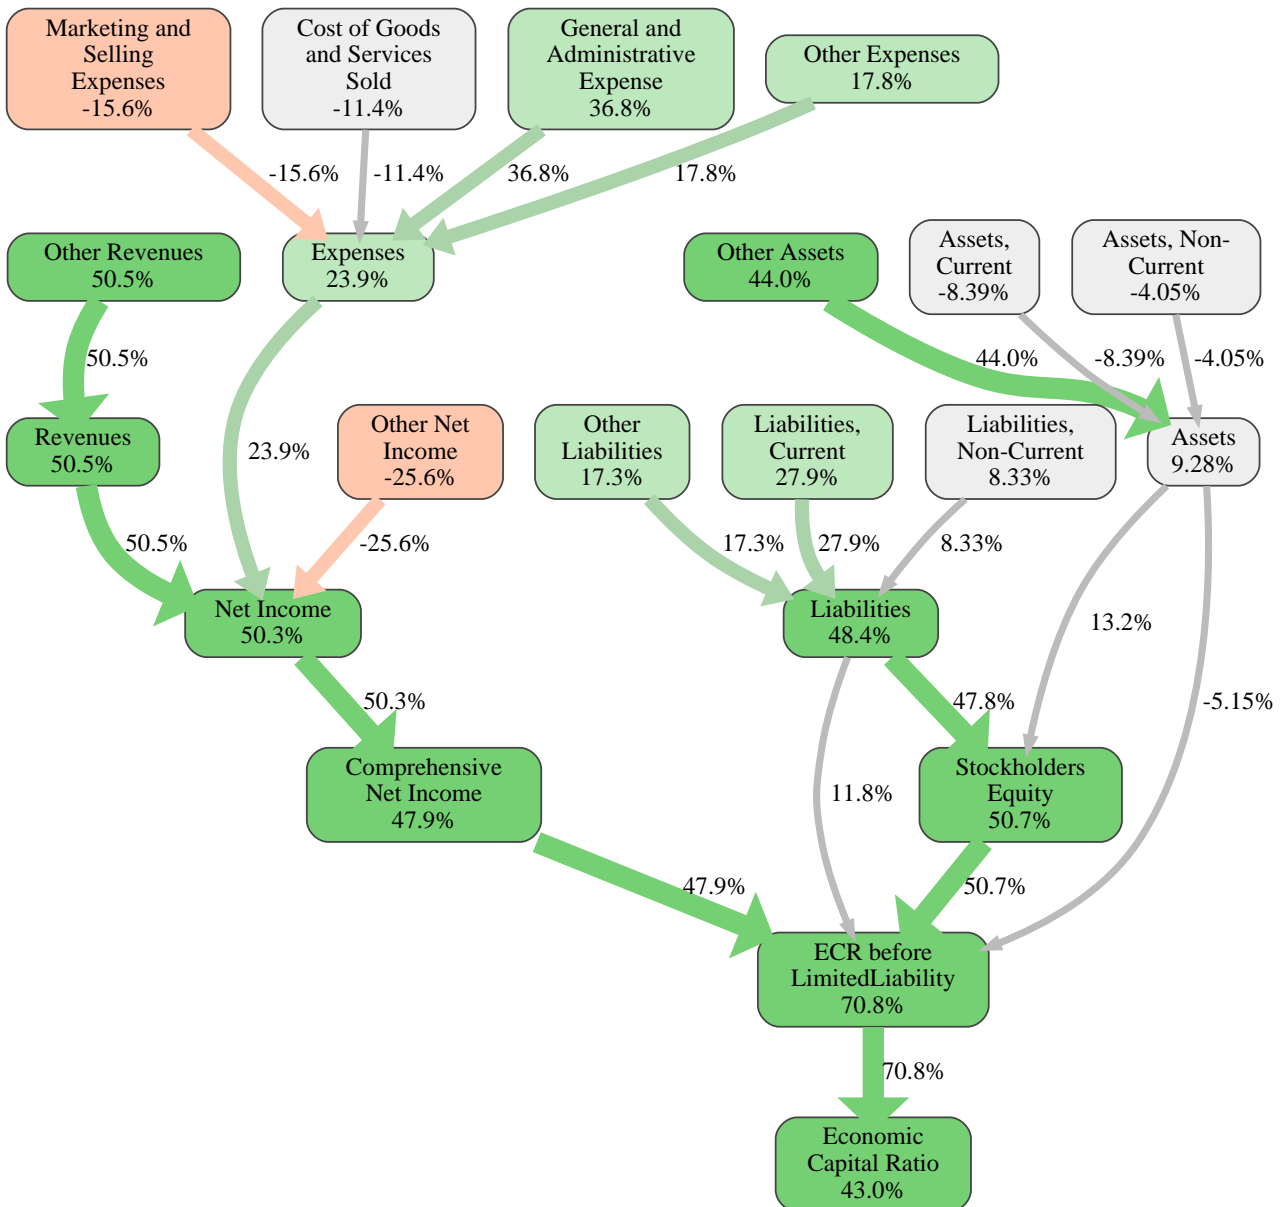 Marketing and
Selling
Expenses
-15.6%
Cost of Goods
and Services
Sold
-11.4%
General and
Administrative
Expense
36.8%
Other Expenses
17.8%
-15.6%
-11.4%
36.8%
17.8%
Other Revenues
50.5%
Expenses
23.9%
Other Assets
44.0%
Assets,
Current
-8.39%
Assets, Non-
Current
-4.05%
50.5%
44.0%
-8.39%
-4.05%
Revenues
50.5%
23.9%
Other Net
Income
-25.6%
Other
Liabilities
17.3%
Liabilities,
Current
27.9%
Liabilities,
Non-Current
8.33%
Assets
9.28%
50.5%
-25.6%
17.3%
27.9%
8.33%
Net Income
50.3%
Liabilities
48.4%
13.2%
50.3%
47.8%
-5.15%
Comprehensive
Net Income
47.9%
11.8%
Stockholders
Equity
50.7%
47.9%
50.7%
ECR before
LimitedLiability
70.8%
70.8%
Economic
Capital Ratio
43.0%